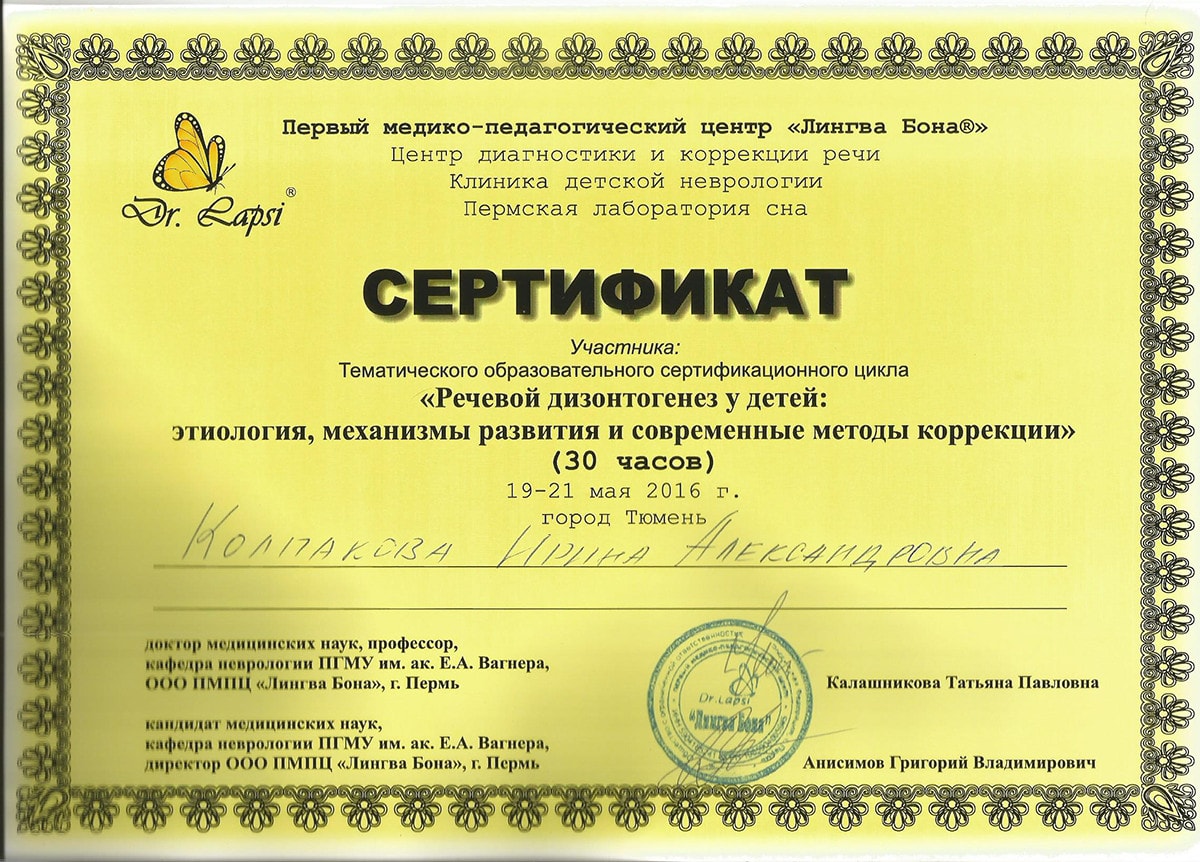 Первый медико-педагогический центр «Лингва Бона®»
Центр диагностики и коррекции речи
Клиника детской неврологии
Пермская лаборатория сна
Dr. Lapsi®
СЕРТИФИКАТ
Участника:
Тематического образовательного сертификационного цикла
«Речевой дизонтогенез у детей:
этиология, механизмы развития и современные методы коррекции»
(30 часов)
19-21 мая 2016 г.
город Тюмень
Колпакова Ирина Александровна
доктор медицинских наук, профессор,
кафедра неврологии ПГМУ им. ак. Е.А. Вагнера,
ООО ПМПЦ «Лингва Бона», г. Пермь
Калашникова Татьяна Павловна
кандидат медицинских наук,
кафедра неврологии ПГМУ им. ак. Е.А. Вагнера,
директор ООО ПМПЦ «Лингва Бона», г. Пермь
Анисимов Григорий Владимирович
Dr.Lapsi
"Лингва Бона"